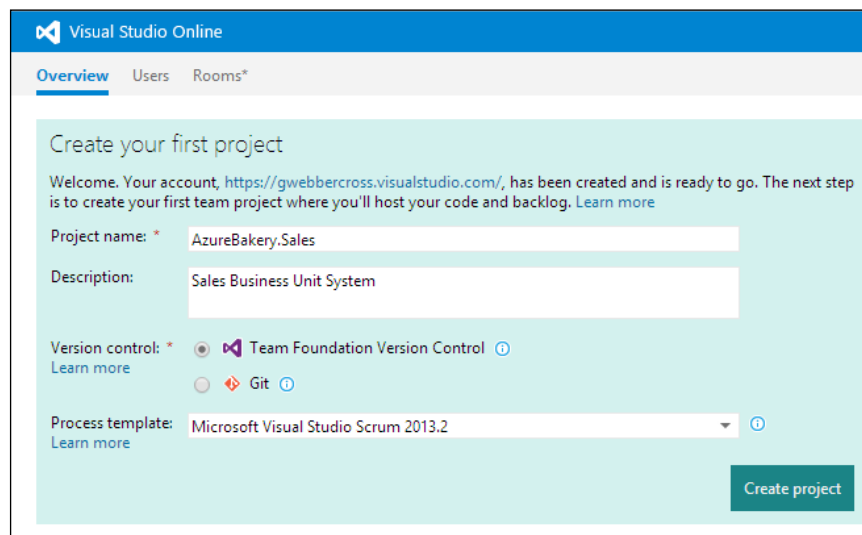 Visual Studio Online
Overview Users Rooms*
Create your first project
Welcome. Your account, https://gwebbercross.visualstudio.com/, has been created and is ready to go. The next step
is to create your first team project where you'll host your code and backlog. Learn more
Project name: * AzureBakery.Sales
Description: Sales Business Unit System
Version control: * Team Foundation Version Control
Learn more
Git
Process template: Microsoft Visual Studio Scrum 2013.2
Learn more
Create project